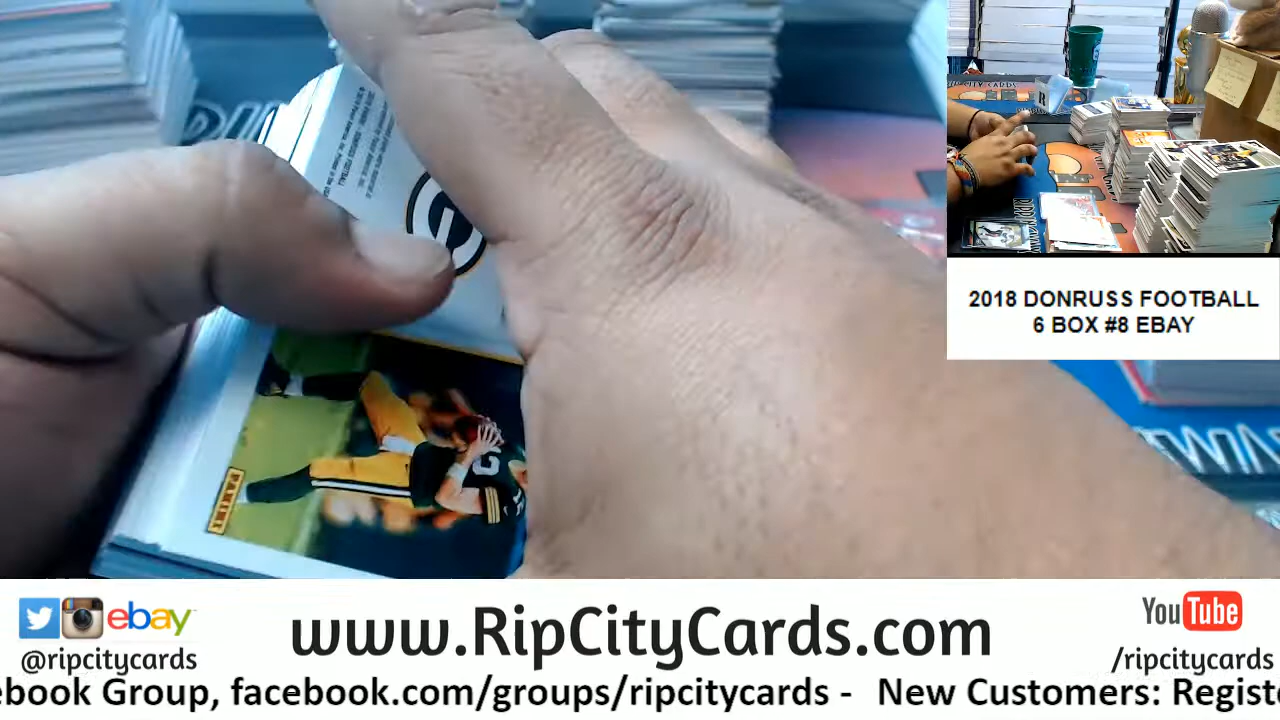 2018 DONRUSS FOOTBALL
6 BOX #8 EBAY
PANINI
ebay
@ripcitycards
www.RipCityCards.com
YouTube
/ripcitycards
ebook Group, facebook.com/groups/ripcitycards - New Customers: Registe